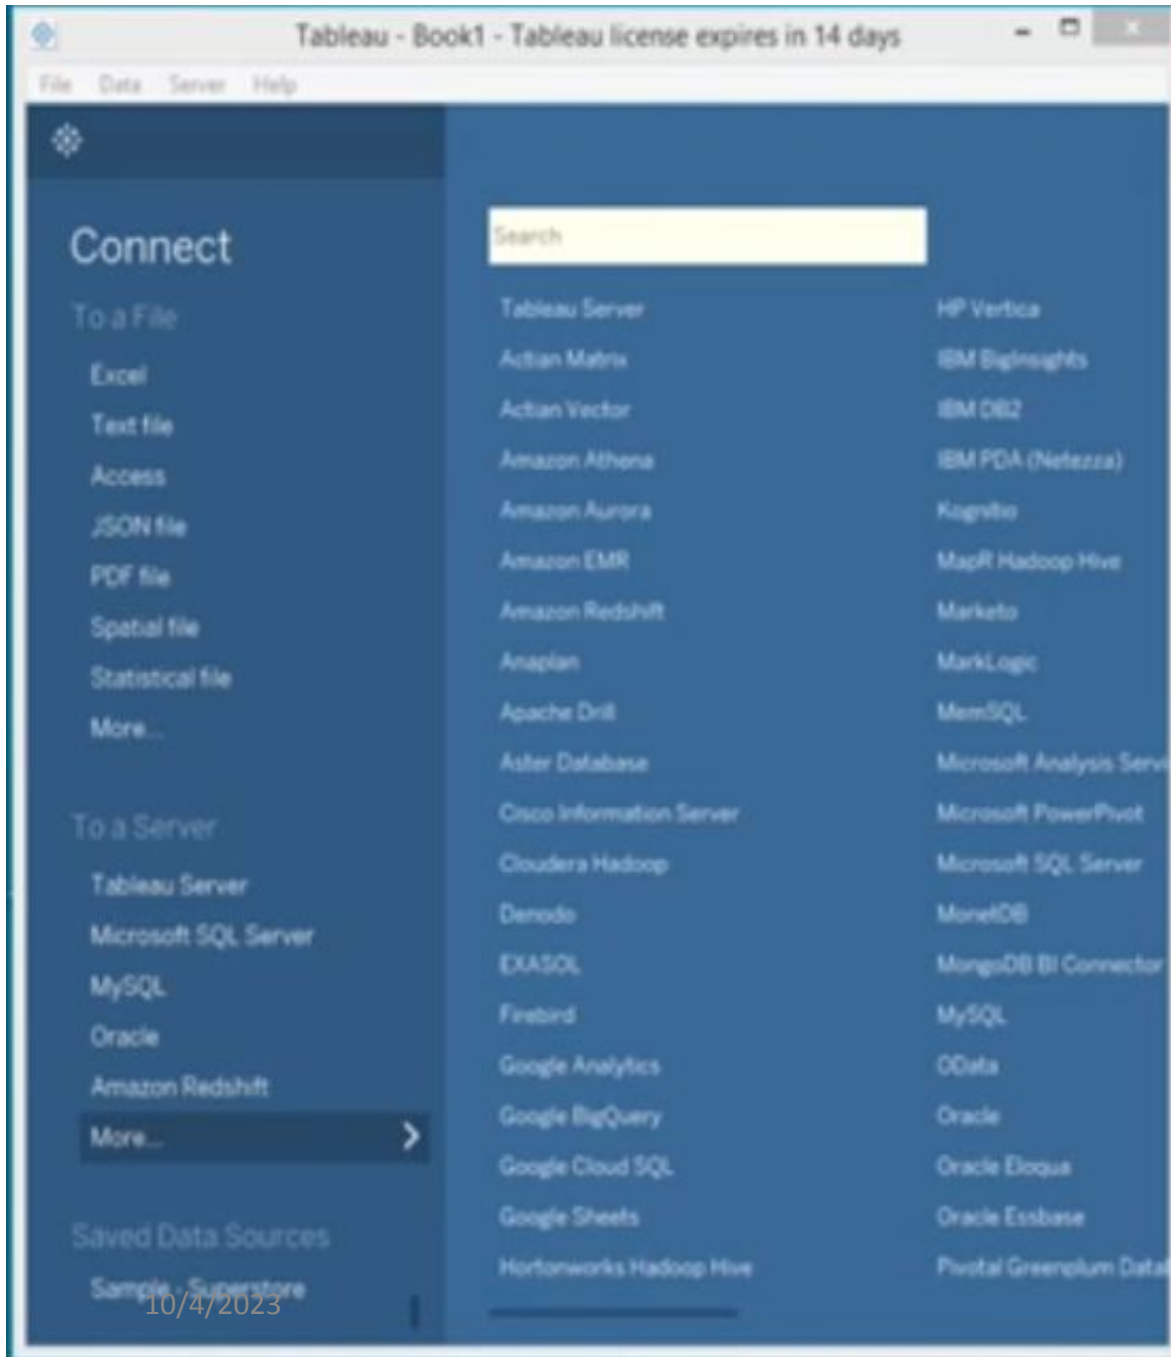 Tableau - Book1 - Tableau license expires in 14 days
File Data Server Help
Connect
To a File
Excel
Text file
Access
JSON file
PDF file
Spatial file
Statistical file
More...
To a Server
Tableau Server
Microsoft SQL Server
MySQL
Oracle
Amazon Redshift
More...
Saved Data Sources
Sample - Superstore
10/4/2023
Search
Tableau Server
Actian Matrix
Actian Vector
Amazon Athena
Amazon Aurora
Amazon EMR
Amazon Redshift
Anaplan
Apache Drill
Aster Database
Cisco Information Server
Cloudera Hadoop
Denodo
EXASOL
Firebird
Google Analytics
Google BigQuery
Google Cloud SQL
Google Sheets
Hortonworks Hadoop Hive
HP Vertica
IBM BigInsights
IBM DB2
IBM PDA (Netezza)
Kognitio
MapR Hadoop Hive
Marketo
MarkLogic
MemSQL
Microsoft Analysis Servi
Microsoft PowerPivot
Microsoft SQL Server
MonetDB
MongoDB BI Connector
MySQL
OData
Oracle
Oracle Eloqua
Oracle Essbase
Pivotal Greenplum Datab